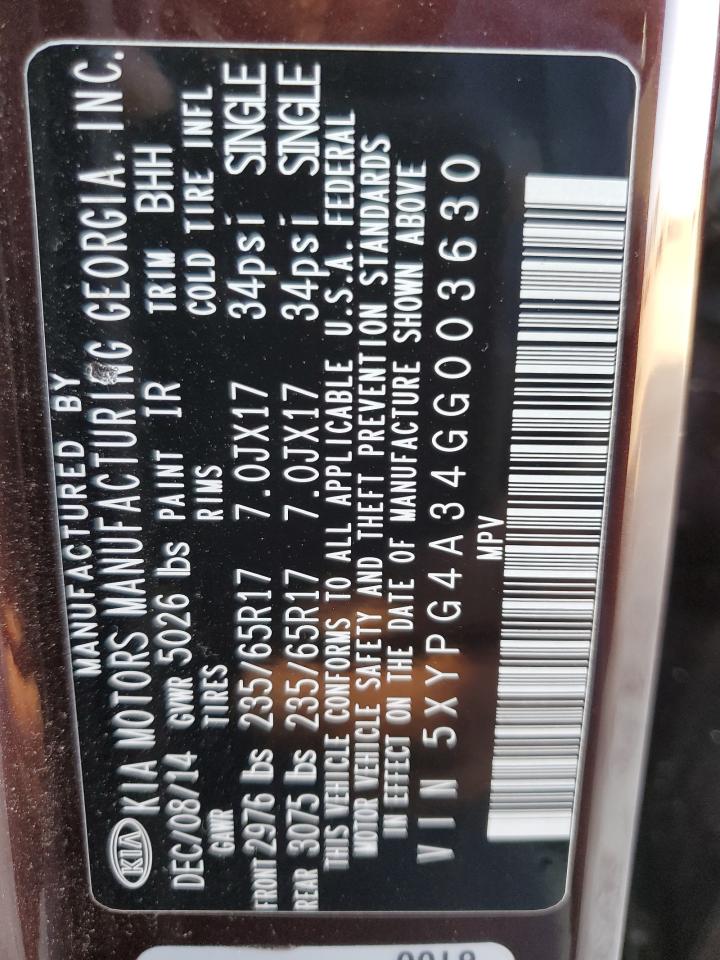 MANUFACTURED BY
KIA KIA MOTORS MANUFACTURING GEORGIA. INC.
DEC/08/14 GVWR 5026 lbs PAINT IR TRIM BHH
GAWR TIRES RIMS COLD TIRE INFL
FRONT 2976 lbs 235/65R17 7.0JX17 34psi SINGLE
REAR 3075 lbs 235/65R17 7.0JX17 34psi SINGLE
THIS VEHICLE CONFORMS TO ALL APPLICABLE U.S.A. FEDERAL
MOTOR VEHICLE SAFETY AND THEFT PREVENTION STANDARDS
IN EFFECT ON THE DATE OF MANUFACTURE SHOWN ABOVE
VIN 5XYPG4A34GG003630
MPV